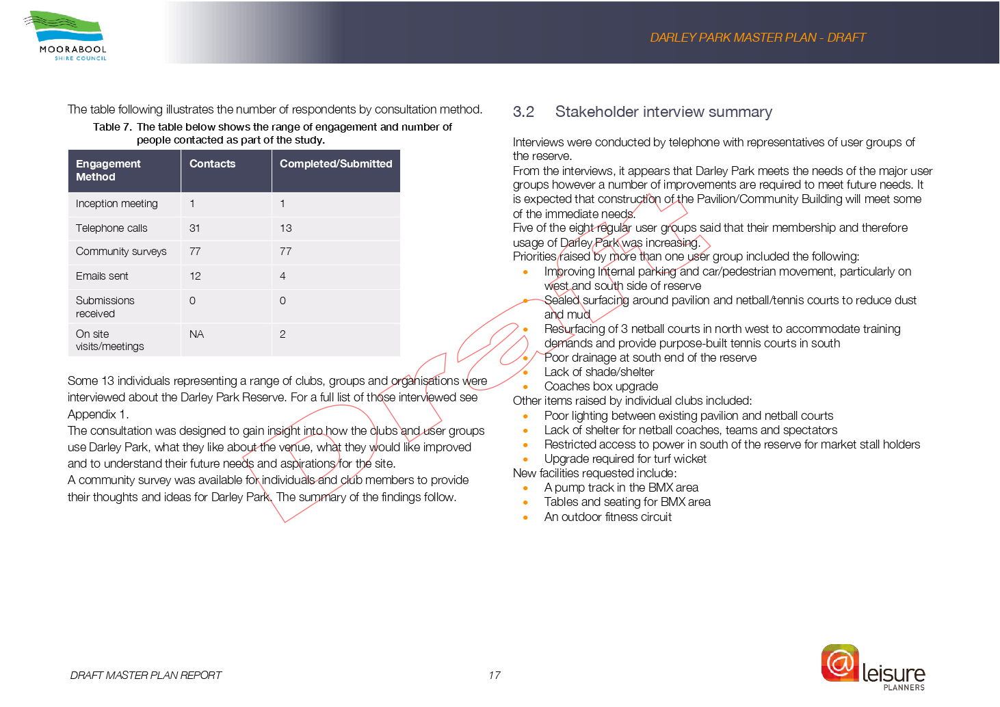 MOORABOOL
SHIRE COUNCIL
DARLEY PARK MASTER PLAN - DRAFT
The table following illustrates the number of respondents by consultation method.
Table 7. The table below shows the range of engagement and number of
people contacted as part of the study.
Engagement Contacts Completed/Submitted
Method
Inception meeting 1 1
Telephone calls 31 13
Community surveys 77 77
Emails sent 12 4
Submissions 0 0
received
On site NA 2
visits/meetings
Some 13 individuals representing a range of clubs, groups and organisations were
interviewed about the Darley Park Reserve. For a full list of those interviewed see
Appendix 1.
The consultation was designed to gain insight into how the clubs and user groups
use Darley Park, what they like about the venue, what they would like improved
and to understand their future needs and aspirations for the site.
A community survey was available for individuals and club members to provide
their thoughts and ideas for Darley Park. The summary of the findings follow.
3.2 Stakeholder interview summary
Interviews were conducted by telephone with representatives of user groups of
the reserve.
From the interviews, it appears that Darley Park meets the needs of the major user
groups however a number of improvements are required to meet future needs. It
is expected that construction of the Pavilion/Community Building will meet some
of the immediate needs.
Five of the eight regular user groups said that their membership and therefore
usage of Darley Park was increasing.
Priorities raised by more than one user group included the following:
● Improving Internal parking and car/pedestrian movement, particularly on
west and south side of reserve
● Sealed surfacing around pavilion and netball/tennis courts to reduce dust
and mud
● Resurfacing of 3 netball courts in north west to accommodate training
demands and provide purpose-built tennis courts in south
● Poor drainage at south end of the reserve
● Lack of shade/shelter
● Coaches box upgrade
Other items raised by individual clubs included:
● Poor lighting between existing pavilion and netball courts
● Lack of shelter for netball coaches, teams and spectators
● Restricted access to power in south of the reserve for market stall holders
● Upgrade required for turf wicket
New facilities requested include:
● A pump track in the BMX area
● Tables and seating for BMX area
● An outdoor fitness circuit
Draft
DRAFT MASTER PLAN REPORT
17
@leisure
PLANNERS